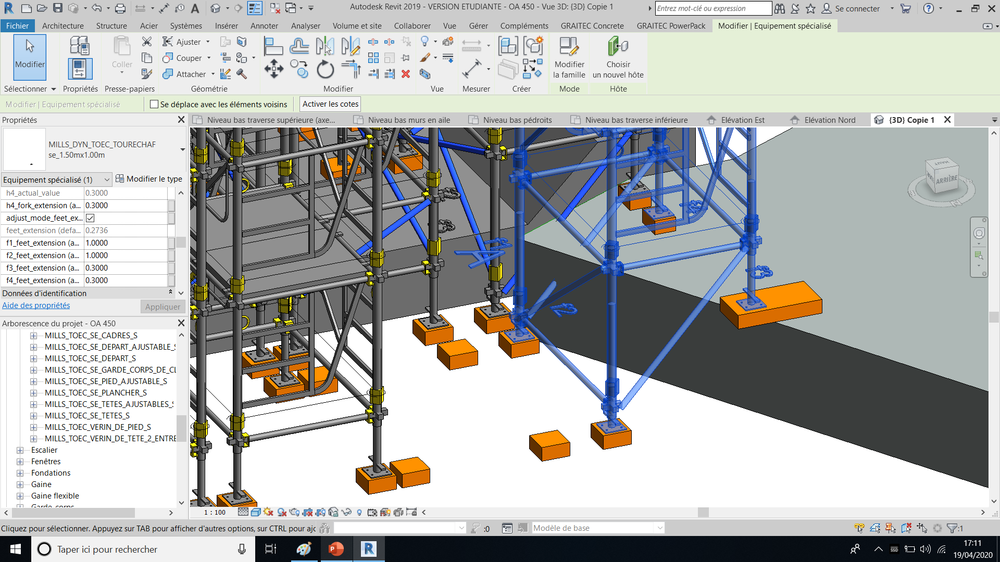 Autodesk Revit 2019 - VERSION ETUDIANTE - OA 450 - Vue 3D: {3D} Copie 1
Entrez mot-clé ou expression
Se connecter
Fichier
Architecture
Structure
Acier
Systèmes
Insérer
Annoter
Analyser
Volume et site
Collaborer
Vue
Gérer
Compléments
GRAITEC Concrete
GRAITEC PowerPack
Modifier | Equipement spécialisé
Modifier
Coller
Ajuster
Couper
Attacher
Modifier
la famille
Choisir
un nouvel hôte
Sélectionner
Propriétés
Presse-papiers
Géométrie
Modifier
Vue
Mesurer
Créer
Mode
Hôte
Modifier | Equipement spécialisé
Se déplace avec les éléments voisins
Activer les cotes
Propriétés
Niveau bas traverse supérieure (axe...
Niveau bas murs en aile
Niveau bas pédroits
Niveau bas traverse inférieure
Elévation Est
Elévation Nord
{3D} Copie 1
MILLS_DYN_TOEC_TOURECHAF
se_1.50mx1.00m
Equipement spécialisé (1)
Modifier le type
h4_actual_value 0.3000
h4_fork_extension (a... 0.3000
adjust_mode_feet_ex...
feet_extension (defa... 0.2736
f1_feet_extension (a... 1.0000
f2_feet_extension (a... 1.0000
f3_feet_extension (a... 0.3000
f4_feet_extension (a... 0.3000
Données d'identification
Aide des propriétés
Appliquer
Arborescence du projet - OA 450
MILLS_TOEC_SE_CADRES_S
MILLS_TOEC_SE_DEPART_AJUSTABLE_S
MILLS_TOEC_SE_DEPART_S
MILLS_TOEC_SE_GARDE_CORPS_DE_CL
MILLS_TOEC_SE_PIED_AJUSTABLE_S
MILLS_TOEC_SE_PLANCHER_S
MILLS_TOEC_SE_TETES_AJUSTABLES_S
MILLS_TOEC_SE_TETES_S
MILLS_TOEC_VERIN_DE_PIED_S
MILLS_TOEC_VERIN_DE_TETE_2_ENTRE
Escalier
Fenêtres
Fondations
Gaine
Gaine flexible
Garde-corps
HAUT
ARRIÈRE
1 : 100
Cliquez pour sélectionner. Appuyez sur TAB pour afficher d'autres options, sur CTRL pour ajo
:0
Modèle de base
:1
Taper ici pour rechercher
17:11
19/04/2020